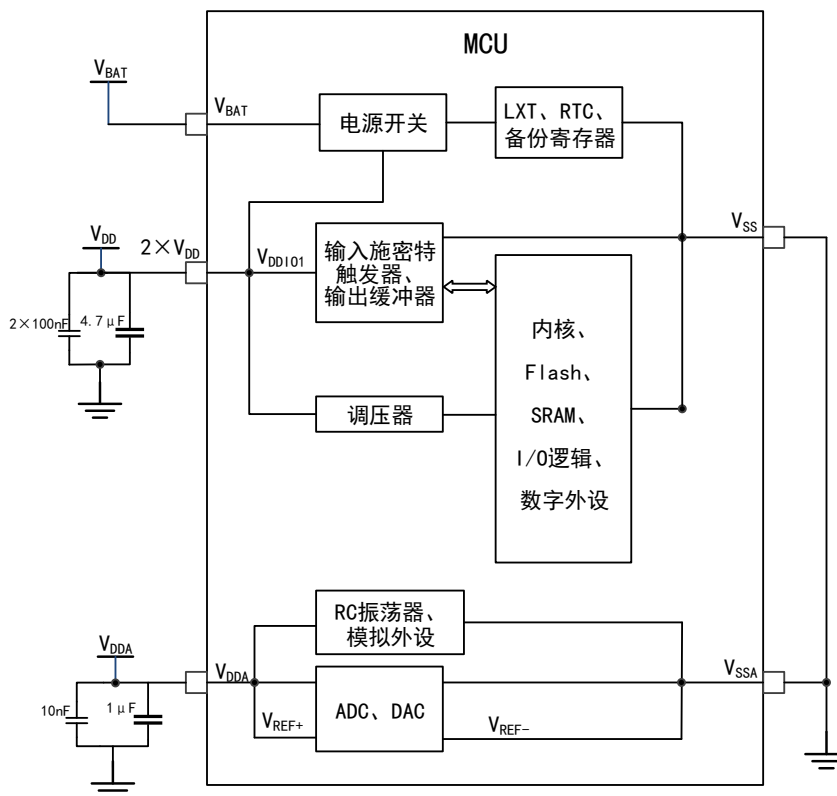 MCU
V_BAT
V_BAT
电源开关
LXT、RTC、
备份寄存器
V_SS
V_DD
2×V_DD
V_DDIO1
输入施密特
触发器、
输出缓冲器
2×100nF
4.7μF
内核、
Flash、
SRAM、
I/O逻辑、
数字外设
调压器
RC振荡器、
模拟外设
V_DDA
V_DDA
V_SSA
10nF
1μF
ADC、DAC
V_REF+
V_REF-